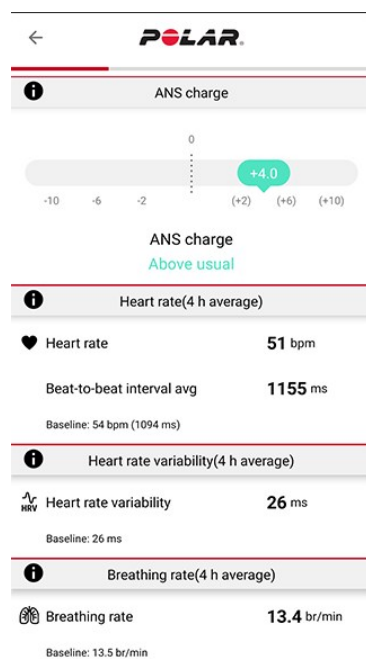 POLAR.
ANS charge
0
+4.0
-10 -6 -2 (+2) (+6) (+10)
ANS charge
Above usual
Heart rate(4 h average)
Heart rate 51 bpm
Beat-to-beat interval avg 1155 ms
Baseline: 54 bpm (1094 ms)
Heart rate variability(4 h average)
HRV Heart rate variability 26 ms
Baseline: 26 ms
Breathing rate(4 h average)
Breathing rate 13.4 br/min
Baseline: 13.5 br/min